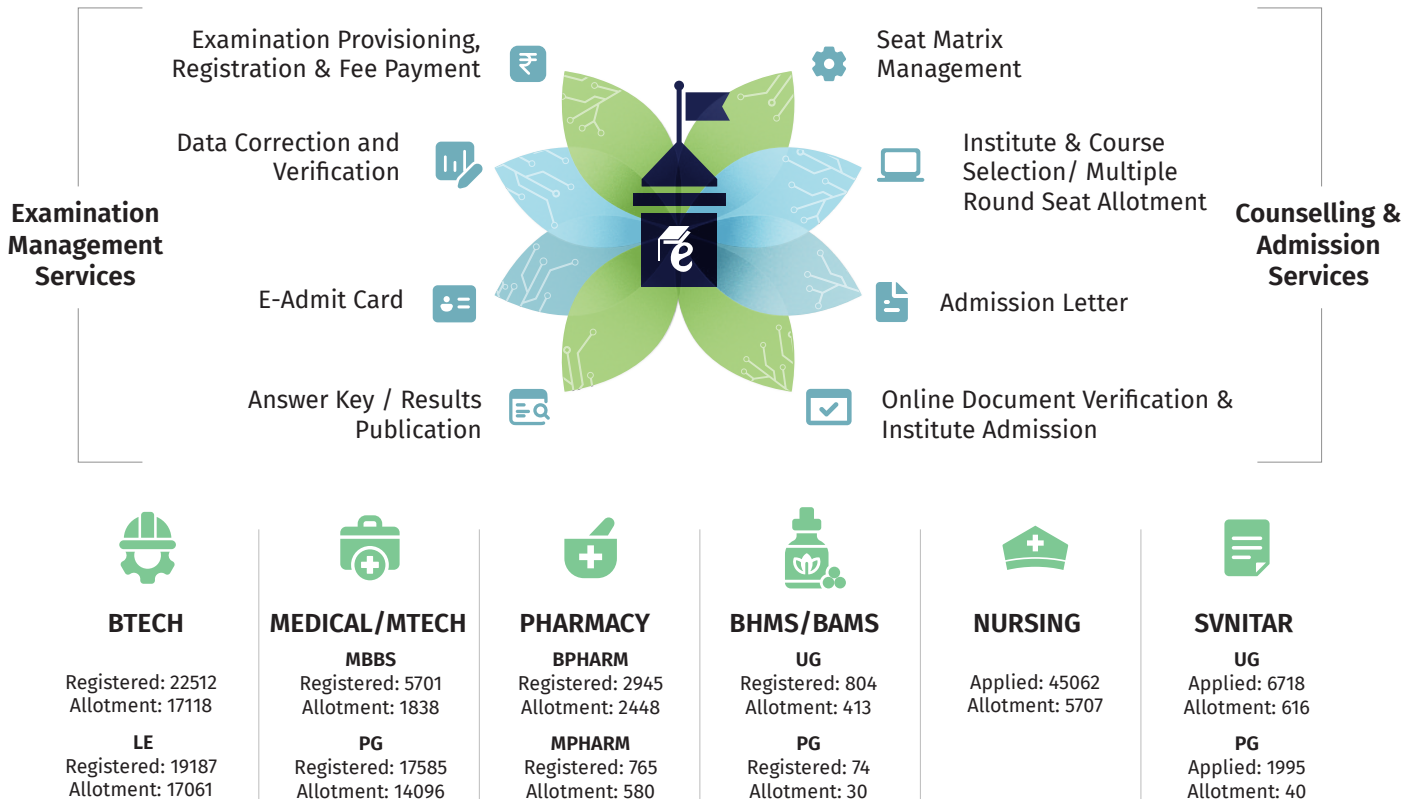 Examination Provisioning,
Registration & Fee Payment
Data Correction and
Verification
Examination
Management
Services
E-Admit Card
Answer Key / Results
Publication
₹
e
Seat Matrix
Management
Institute & Course
Selection/ Multiple
Round Seat Allotment
Counselling &
Admission
Services
Admission Letter
Online Document Verification &
Institute Admission
BTECH
Registered: 22512
Allotment: 17118
LE
Registered: 19187
Allotment: 17061
MEDICAL/MTECH
MBBS
Registered: 5701
Allotment: 1838
PG
Registered: 17585
Allotment: 14096
PHARMACY
BPHARM
Registered: 2945
Allotment: 2448
MPHARM
Registered: 765
Allotment: 580
BHMS/BAMS
UG
Registered: 804
Allotment: 413
PG
Registered: 74
Allotment: 30
NURSING
Applied: 45062
Allotment: 5707
SVNITAR
UG
Applied: 6718
Allotment: 616
PG
Applied: 1995
Allotment: 40